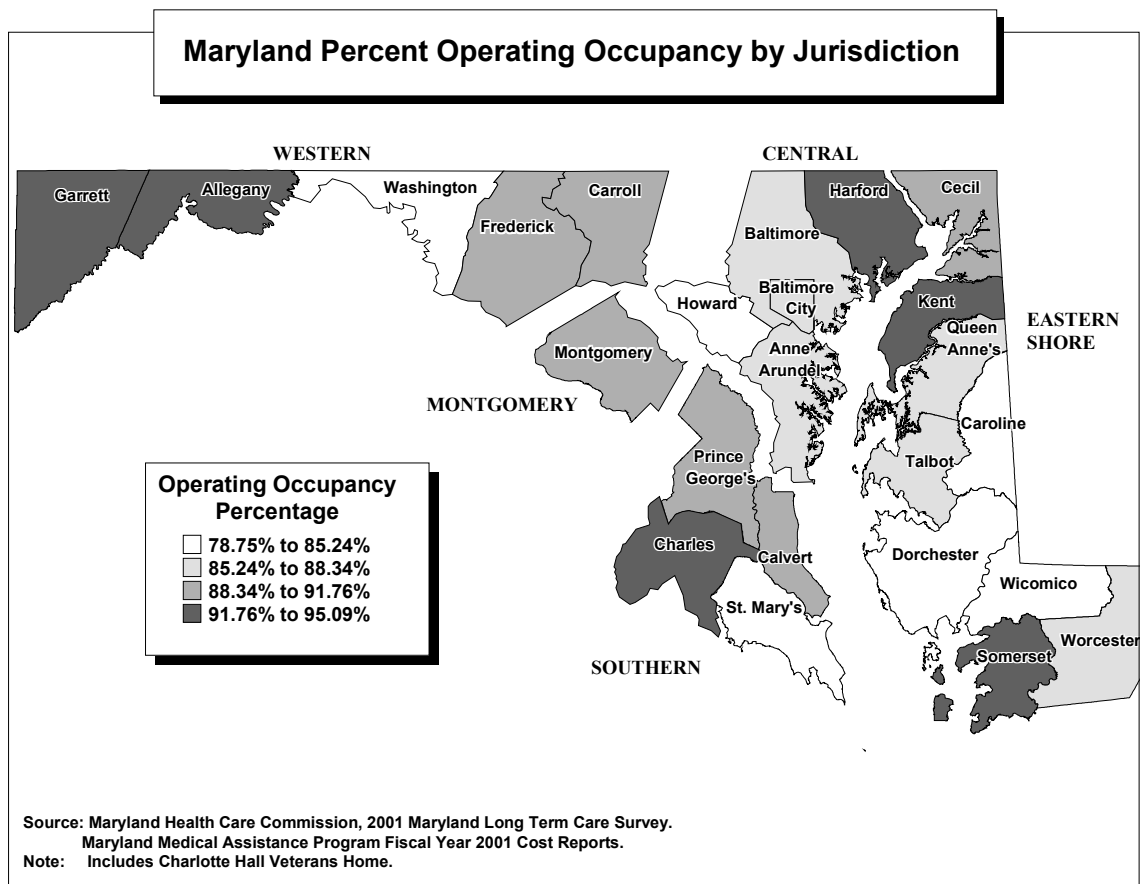 Maryland Percent Operating Occupancy by Jurisdiction
WESTERN
CENTRAL
Garrett
Allegany
Washington
Frederick
Carroll
Baltimore
Harford
Cecil
Howard
Baltimore
City
Kent
Queen
Anne's
EASTERN
SHORE
Montgomery
Anne
Arundel
MONTGOMERY
Caroline
Talbot
Prince
George's
Charles
Calvert
Dorchester
Wicomico
St. Mary's
Worcester
Somerset
SOUTHERN
Operating Occupancy
Percentage
78.75% to 85.24%
85.24% to 88.34%
88.34% to 91.76%
91.76% to 95.09%
Source: Maryland Health Care Commission, 2001 Maryland Long Term Care Survey.
Maryland Medical Assistance Program Fiscal Year 2001 Cost Reports.
Note: Includes Charlotte Hall Veterans Home.